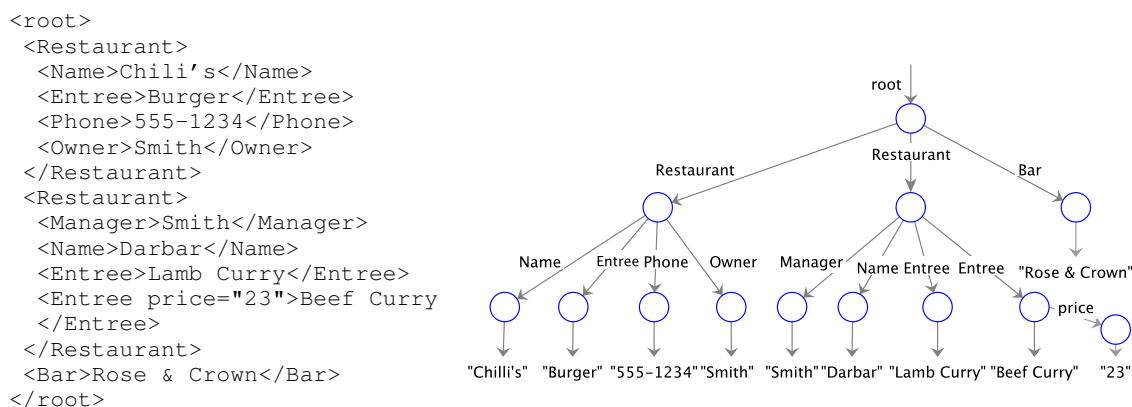 <root>
<Restaurant>
<Name>Chili’s</Name>
<Entree>Burger</Entree>
<Phone>555-1234</Phone>
<Owner>Smith</Owner>
</Restaurant>
<Restaurant>
<Manager>Smith</Manager>
<Name>Darbar</Name>
<Entree>Lamb Curry</Entree>
<Entree price="23">Beef Curry
</Entree>
</Restaurant>
<Bar>Rose & Crown</Bar>
</root>
root
Restaurant
Restaurant
Bar
Name
Entree
Phone
Owner
Manager
Name
Entree
Entree
"Rose & Crown"
price
"Chilli's"
"Burger"
"555-1234"
"Smith"
"Smith"
"Darbar"
"Lamb Curry"
"Beef Curry"
"23"